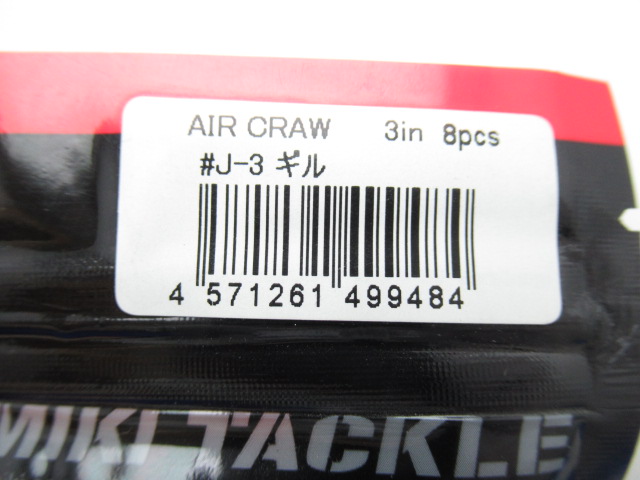 AIR CRAW 3in 8pcs
#J-3 ギル
4 571261 499484
MIKI TACKLE